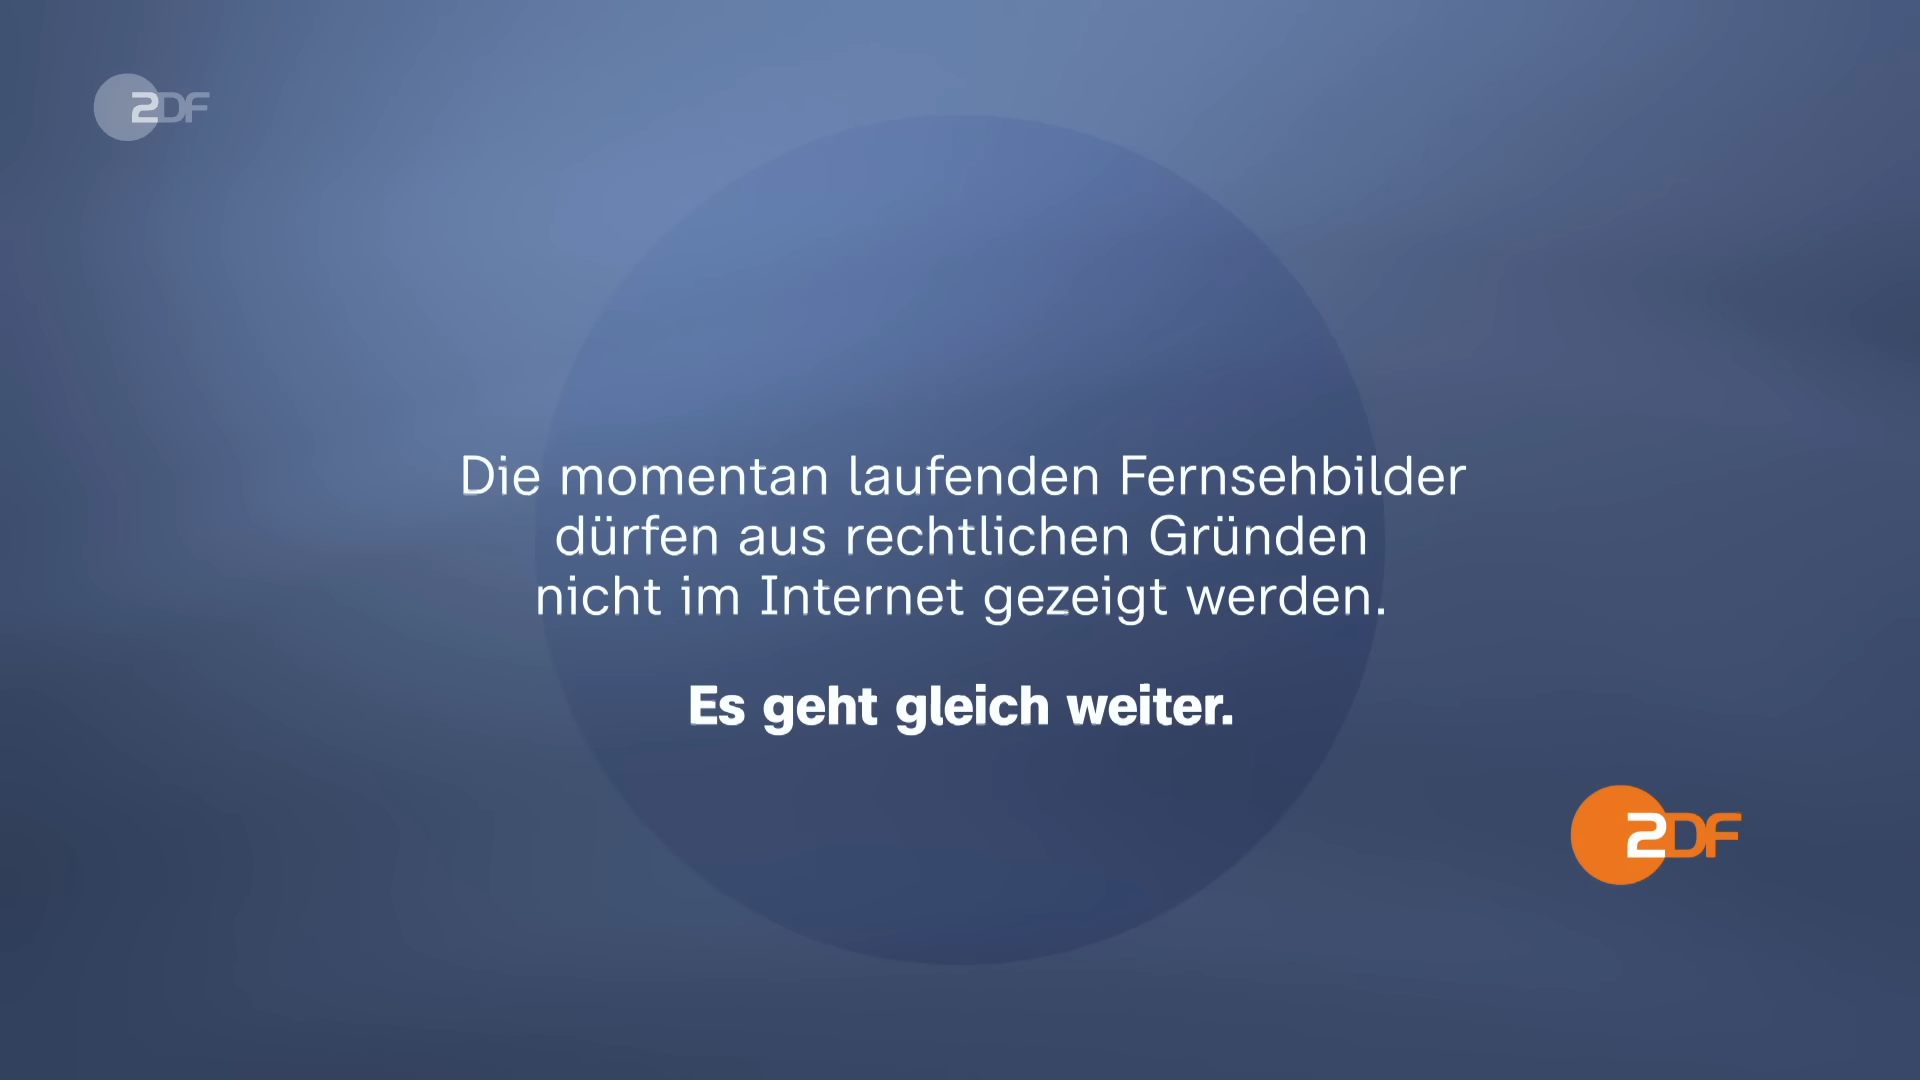 ZDF
Die momentan laufenden Fernsehbilder
dürfen aus rechtlichen Gründen
nicht im Internet gezeigt werden.
Es geht gleich weiter.
ZDF